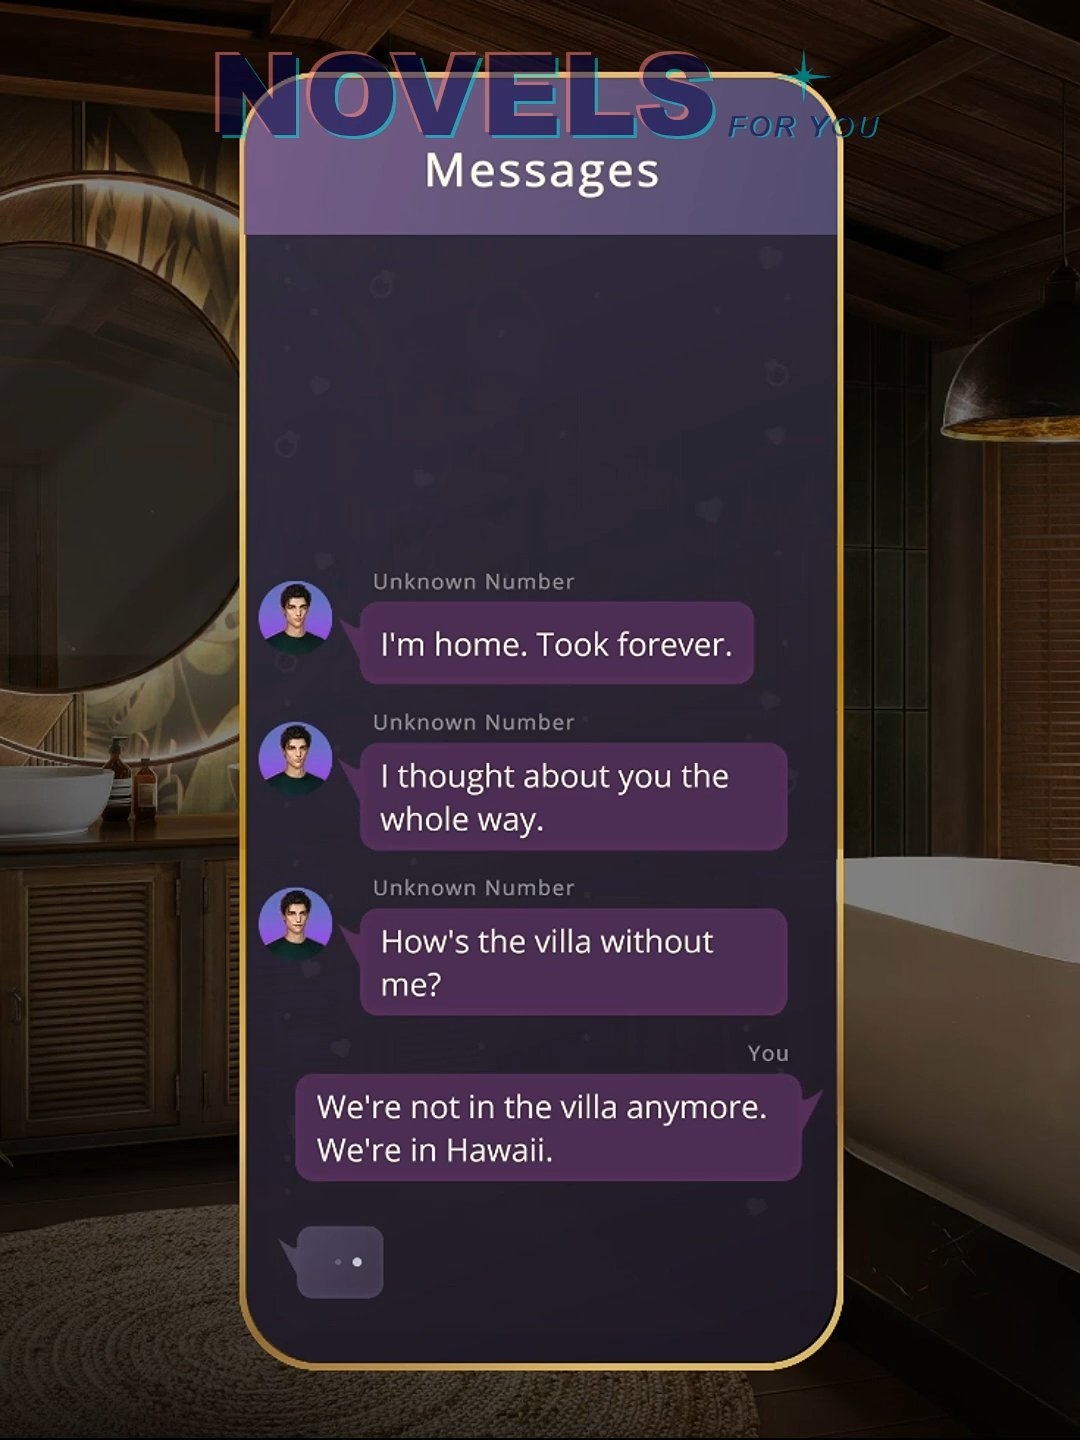 NOVELS FOR YOU
Messages
Unknown Number
I'm home. Took forever.
Unknown Number
I thought about you the
whole way.
Unknown Number
How's the villa without
me?
You
We're not in the villa anymore.
We're in Hawaii.